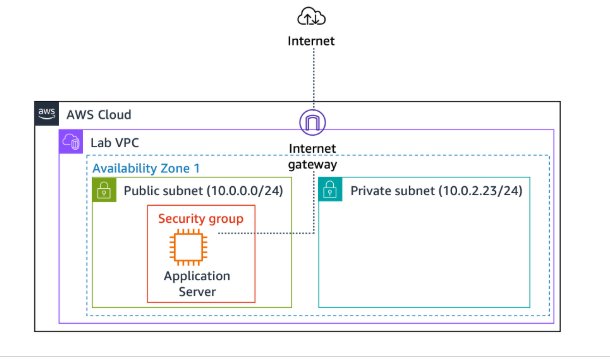 Internet
aws
AWS Cloud
Lab VPC
Internet
gateway
Availability Zone 1
Public subnet (10.0.0.0/24)
Private subnet (10.0.2.23/24)
Security group
Application
Server